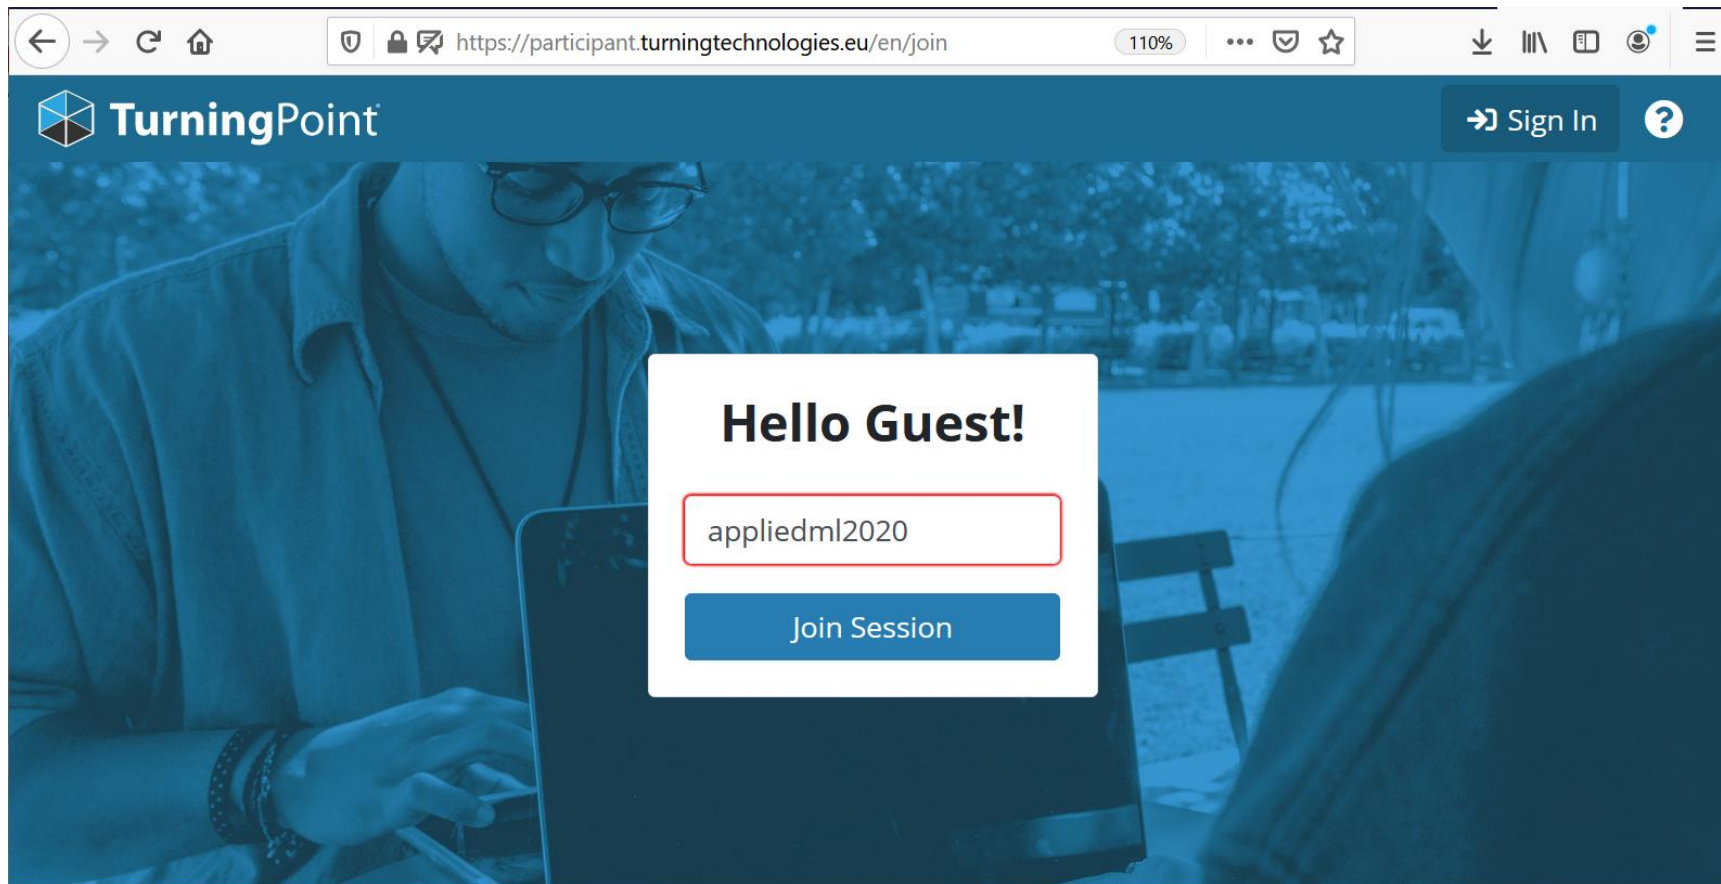 https://participant.turningtechnologies.eu/en/join
110%
TurningPoint
Sign In
Hello Guest!
appliedml2020
Join Session